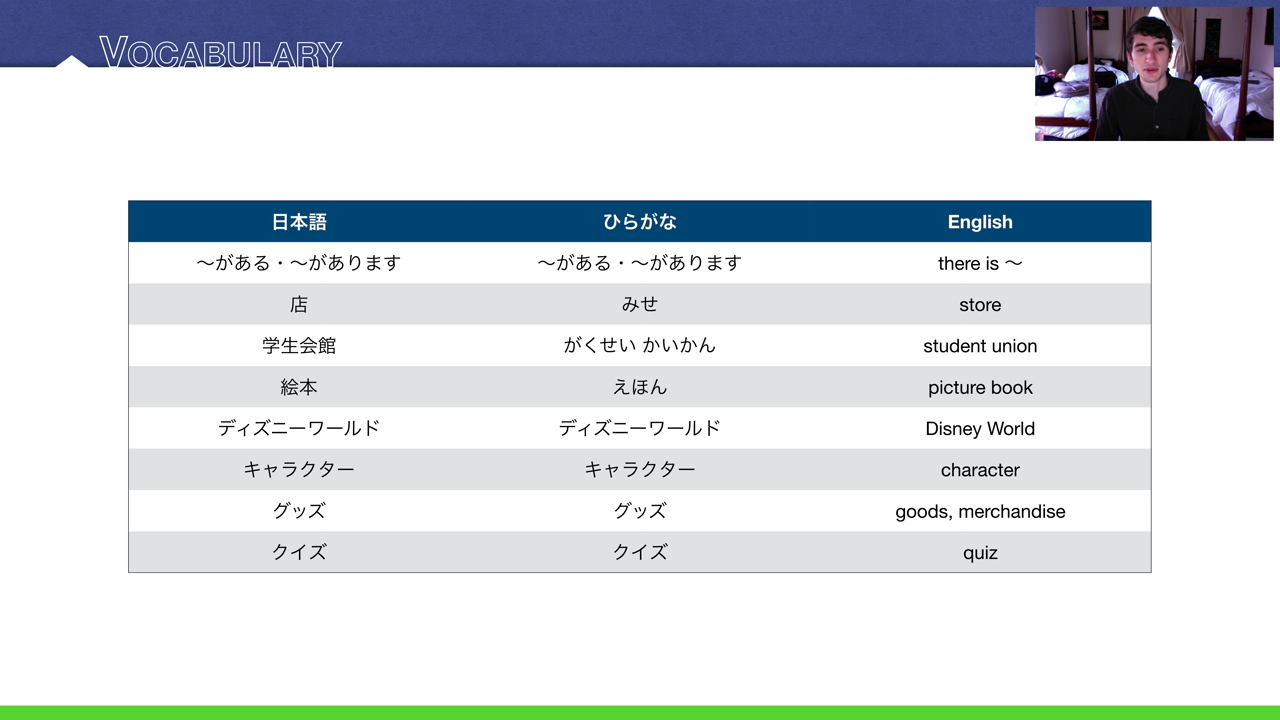 VOCABULARY
日本語 ひらがな English
〜がある・〜があります 〜がある・〜があります there is 〜
店 みせ store
学生会館 がくせい かいかん student union
絵本 えほん picture book
ディズニーワールド ディズニーワールド Disney World
キャラクター キャラクター character
グッズ グッズ goods, merchandise
クイズ クイズ quiz